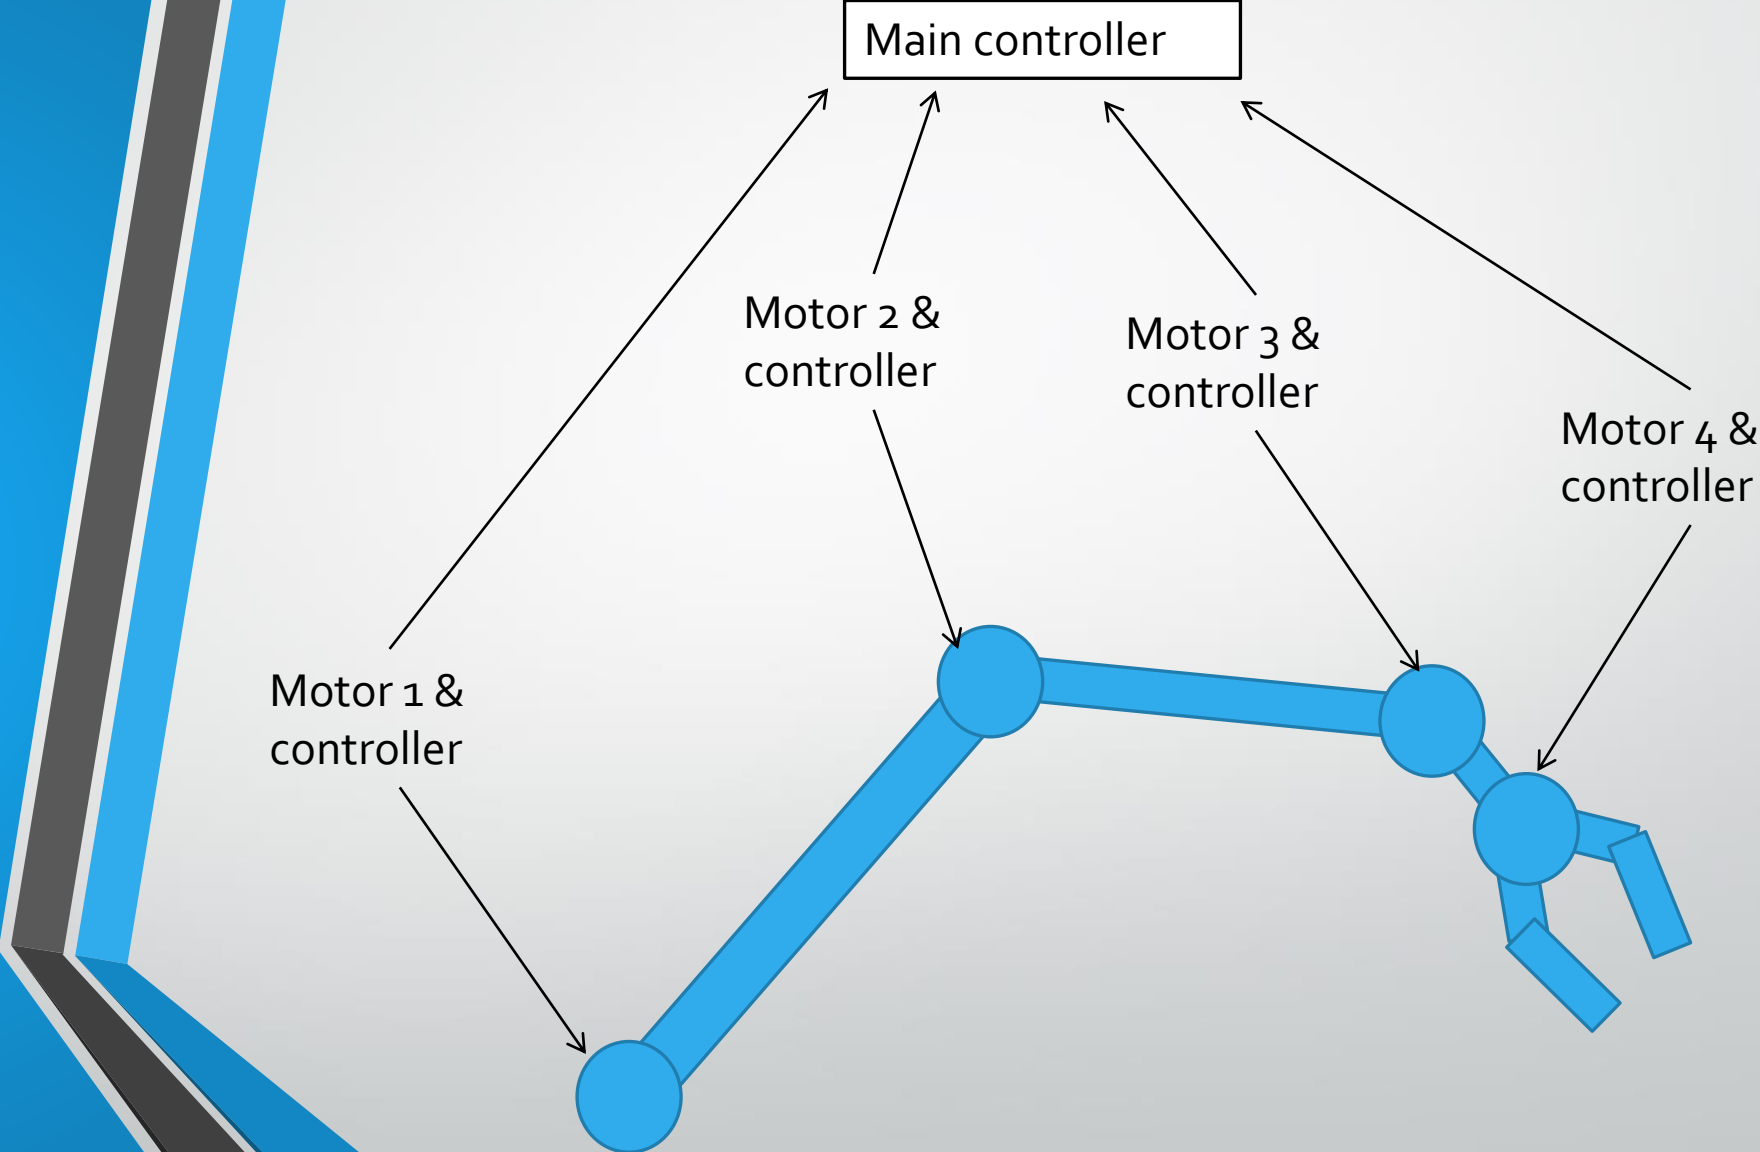 Main controller
Motor 2 &
controller
Motor 3 &
controller
Motor 4 &
controller
Motor 1 &
controller